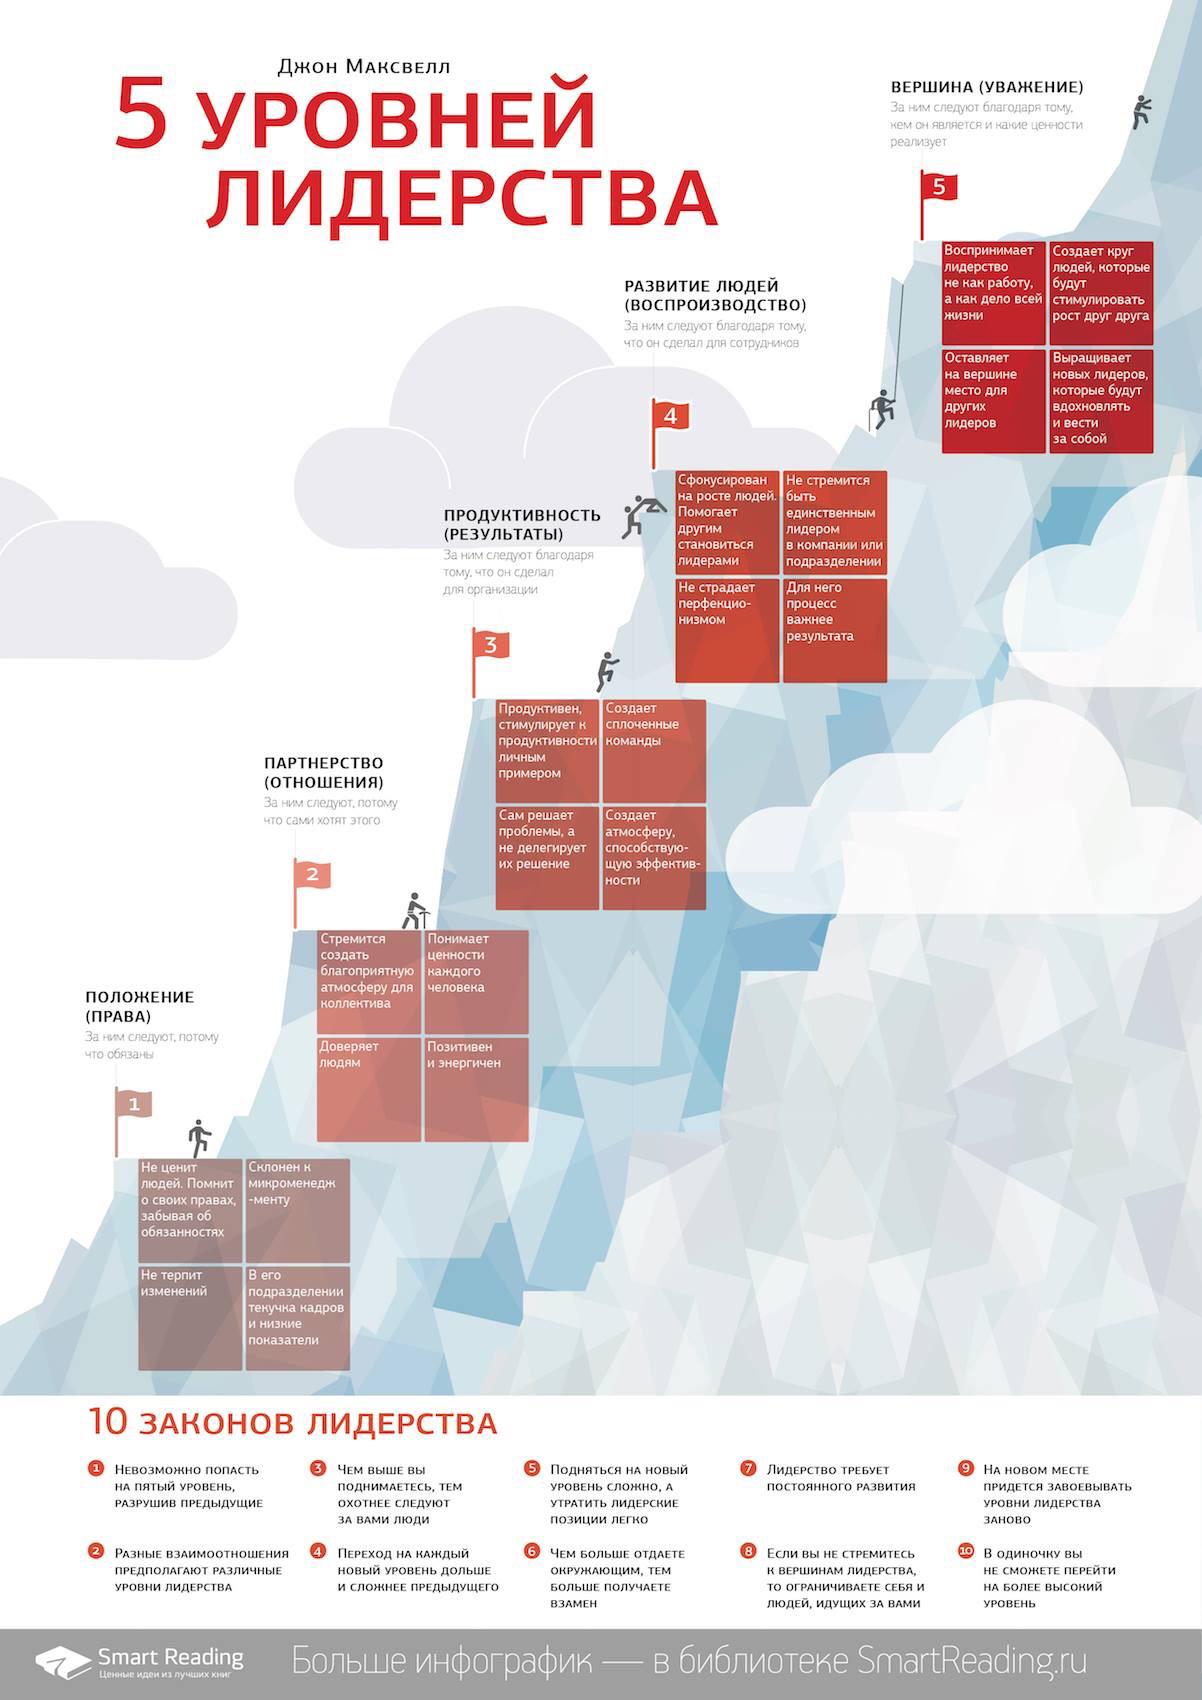 Джон Максвелл
5 УРОВНЕЙ
ЛИДЕРСТВА
ВЕРШИНА (УВАЖЕНИЕ)
За ним следуют благодаря тому,
кем он является и какие ценности
реализует
5
Воспринимает
лидерство
не как работу,
а как дело всей
жизни
Создает круг
людей, которые
будут
стимулировать
рост друг друга
Оставляет
на вершине
место для
других
лидеров
Выращивает
новых лидеров,
которые будут
вдохновлять
и вести
за собой
РАЗВИТИЕ ЛЮДЕЙ
(ВОСПРОИЗВОДСТВО)
За ним следуют благодаря тому,
что он сделал для сотрудников
4
Сфокусирован
на росте людей.
Помогает
другим
становиться
лидерами
Не стремится
быть
единственным
лидером
в компании или
подразделении
Не страдает
перфекцио-
низмом
Для него
процесс
важнее
результата
ПРОДУКТИВНОСТЬ
(РЕЗУЛЬТАТЫ)
За ним следуют благодаря
тому, что он сделал
для организации
3
Продуктивен,
стимулирует к
продуктивности
личным
примером
Создает
сплоченные
команды
Сам решает
проблемы, а
не делегирует
их решение
Создает
атмосферу,
способствую-
щую эффектив-
ности
ПАРТНЕРСТВО
(ОТНОШЕНИЯ)
За ним следуют, потому
что сами хотят этого
2
Стремится
создать
благоприятную
атмосферу для
коллектива
Понимает
ценности
каждого
человека
Доверяет
людям
Позитивен
и энергичен
ПОЛОЖЕНИЕ
(ПРАВА)
За ним следуют, потому
что обязаны
1
Не ценит
людей. Помнит
о своих правах,
забывая об
обязанностях
Склонен к
микроменедж
-менту
Не терпит
изменений
В его
подразделении
текучка кадров
и низкие
показатели
10 ЗАКОНОВ ЛИДЕРСТВА
1 Невозможно попасть
на пятый уровень,
разрушив предыдущие
2 Разные взаимоотношения
предполагают различные
уровни лидерства
3 Чем выше вы
поднимаетесь, тем
охотнее следуют
за вами люди
4 Переход на каждый
новый уровень дольше
и сложнее предыдущего
5 Подняться на новый
уровень сложно, а
утратить лидерские
позиции легко
6 Чем больше отдаете
окружающим, тем
больше получаете
взамен
7 Лидерство требует
постоянного развития
8 Если вы не стремитесь
к вершинам лидерства,
то ограничиваете себя и
людей, идущих за вами
9 На новом месте
придется завоевывать
уровни лидерства
заново
10 В одиночку вы
не сможете перейти
на более высокий
уровень
Smart Reading
Ценные идеи из лучших книг
Больше инфографик — в библиотеке SmartReading.ru